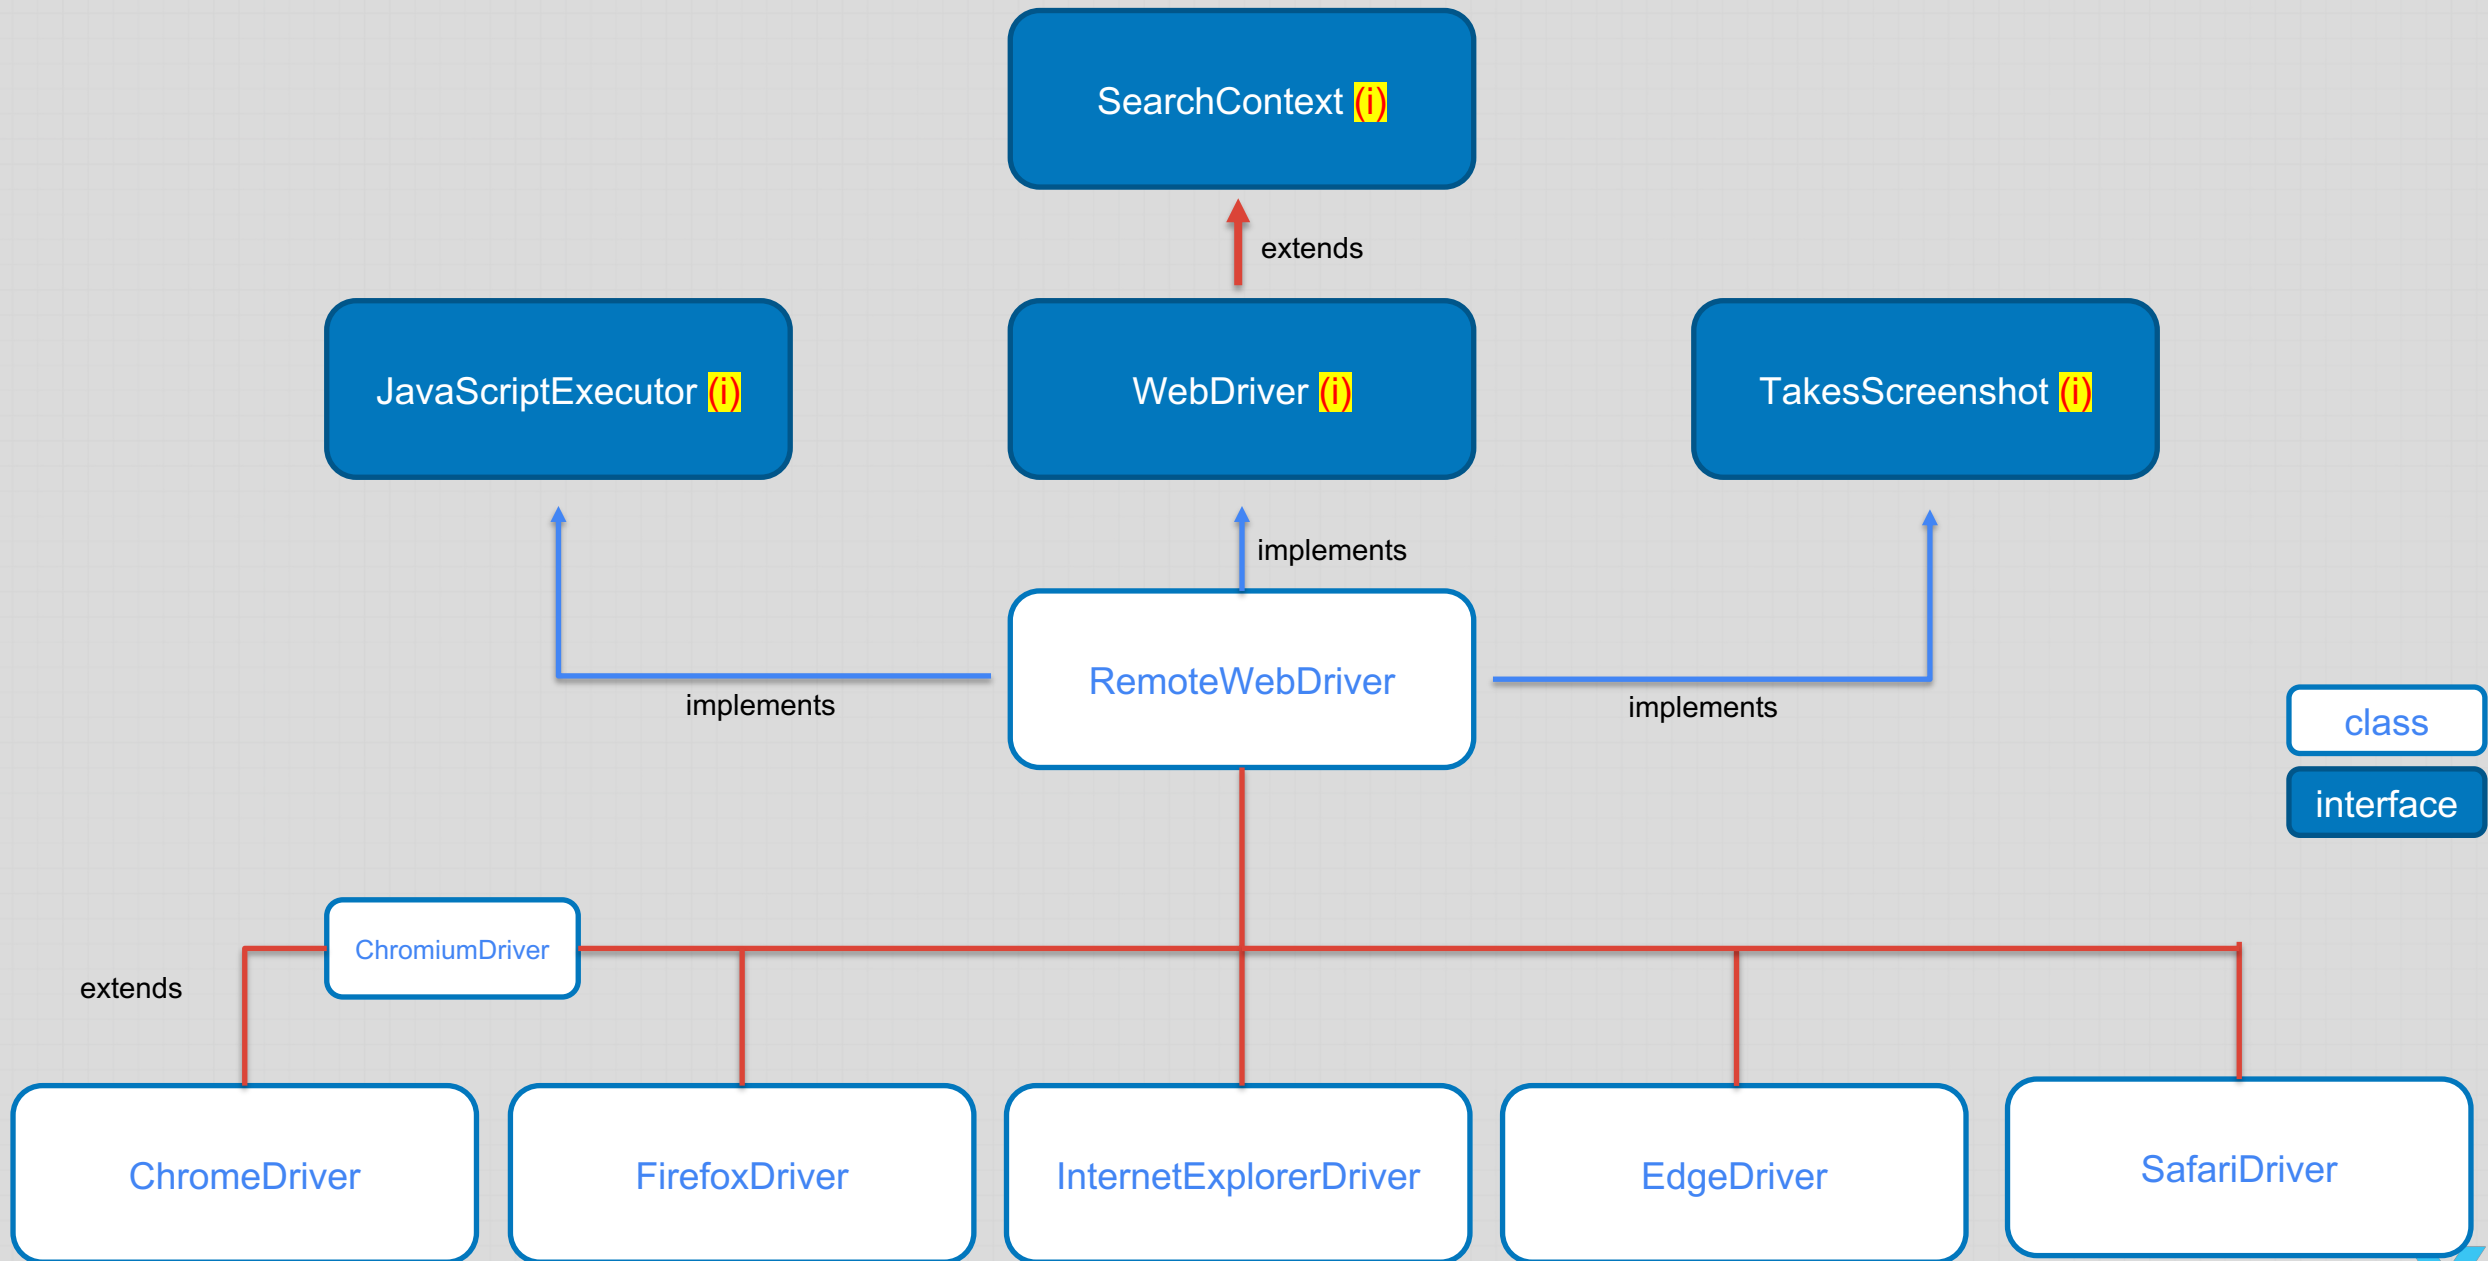 SearchContext (i)
extends
JavaScriptExecutor (i)
WebDriver (i)
TakesScreenshot (i)
implements
RemoteWebDriver
implements
implements
class
interface
ChromiumDriver
extends
ChromeDriver
FirefoxDriver
InternetExplorerDriver
EdgeDriver
SafariDriver